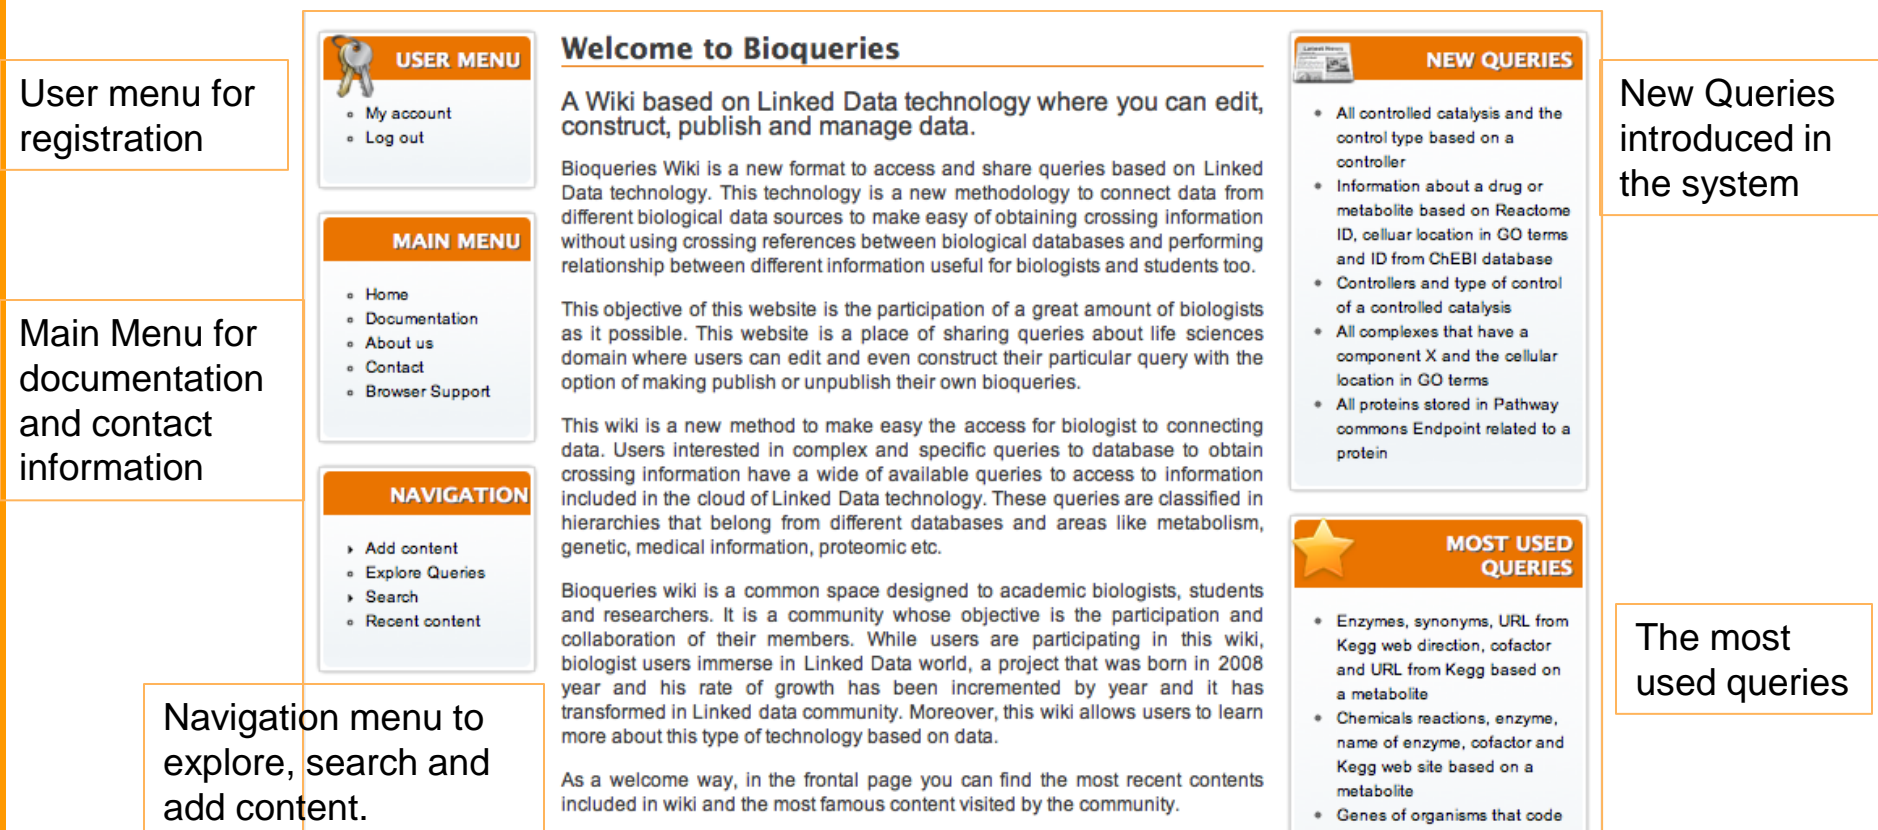 User menu for
registration
Main Menu for
documentation
and contact
information
Navigation menu to
explore, search and
add content.
USER MENU
My account
Log out
MAIN MENU
Home
Documentation
About us
Contact
Browser Support
NAVIGATION
Add content
Explore Queries
Search
Recent content
Welcome to Bioqueries
A Wiki based on Linked Data technology where you can edit,
construct, publish and manage data.
Bioqueries Wiki is a new format to access and share queries based on Linked
Data technology. This technology is a new methodology to connect data from
different biological data sources to make easy of obtaining crossing information
without using crossing references between biological databases and performing
relationship between different information useful for biologists and students too.
This objective of this website is the participation of a great amount of biologists
as it possible. This website is a place of sharing queries about life sciences
domain where users can edit and even construct their particular query with the
option of making publish or unpublish their own bioqueries.
This wiki is a new method to make easy the access for biologist to connecting
data. Users interested in complex and specific queries to database to obtain
crossing information have a wide of available queries to access to information
included in the cloud of Linked Data technology. These queries are classified in
hierarchies that belong from different databases and areas like metabolism,
genetic, medical information, proteomic etc.
Bioqueries wiki is a common space designed to academic biologists, students
and researchers. It is a community whose objective is the participation and
collaboration of their members. While users are participating in this wiki,
biologist users immerse in Linked Data world, a project that was born in 2008
year and his rate of growth has been incremented by year and it has
transformed in Linked data community. Moreover, this wiki allows users to learn
more about this type of technology based on data.
As a welcome way, in the frontal page you can find the most recent contents
included in wiki and the most famous content visited by the community.
Latest News
NEW QUERIES
All controlled catalysis and the
control type based on a
controller
Information about a drug or
metabolite based on Reactome
ID, celluar location in GO terms
and ID from ChEBI database
Controllers and type of control
of a controlled catalysis
All complexes that have a
component X and the cellular
location in GO terms
All proteins stored in Pathway
commons Endpoint related to a
protein
MOST USED
QUERIES
Enzymes, synonyms, URL from
Kegg web direction, cofactor
and URL from Kegg based on
a metabolite
Chemicals reactions, enzyme,
name of enzyme, cofactor and
Kegg web site based on a
metabolite
Genes of organisms that code
New Queries
introduced in
the system
The most
used queries